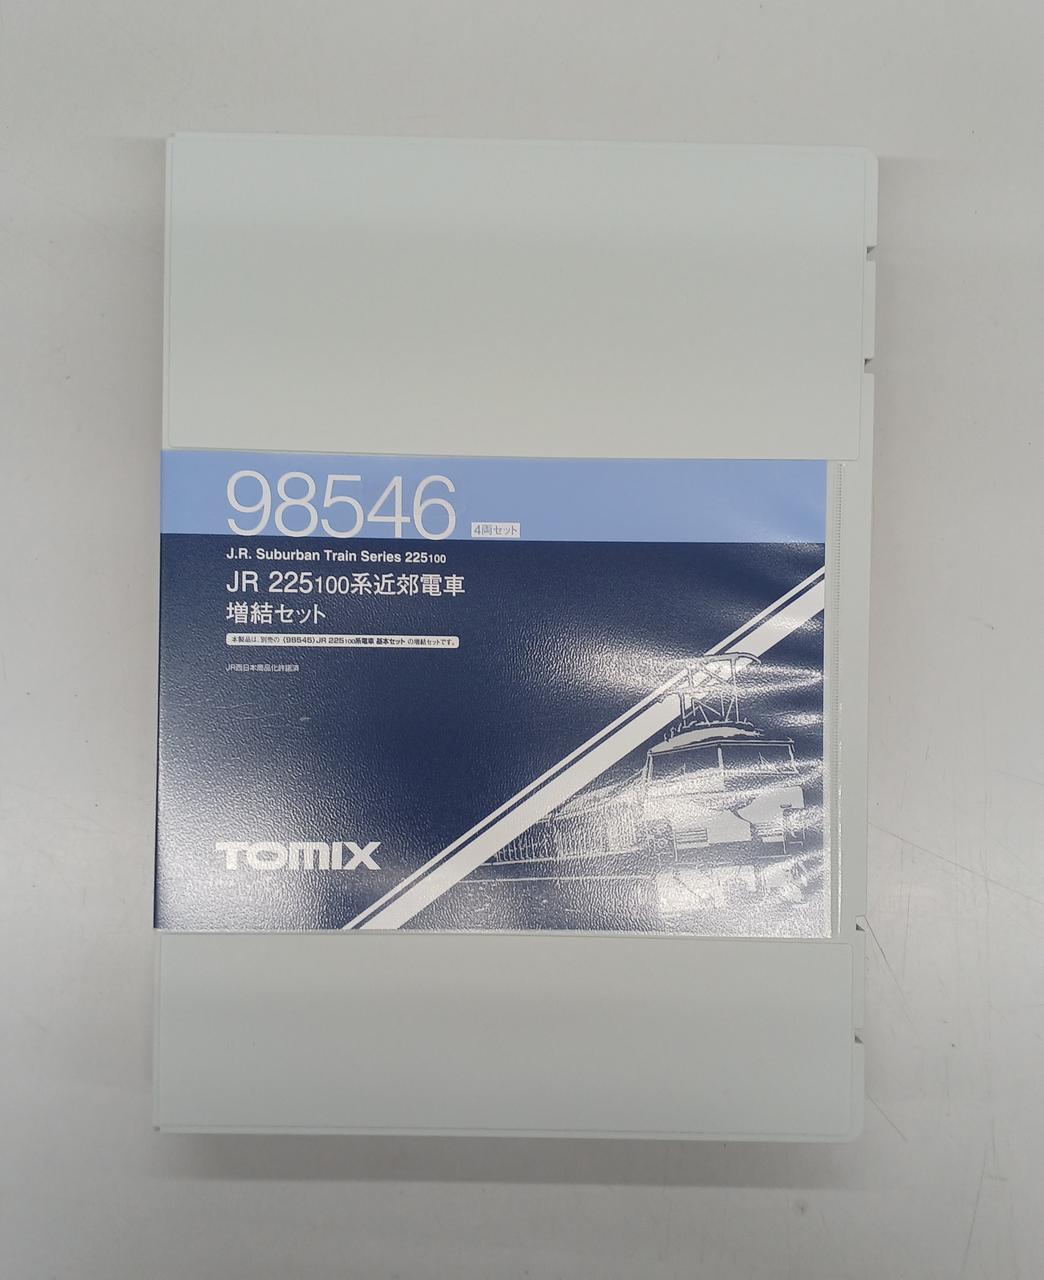 98546
4両セット
J.R. Suburban Train Series 225100
JR 225100系近郊電車
増結セット
本製品は、別売の〈98545〉JR 225100系電車 基本セット の増結セットです。
JR西日本商品化許諾済
TOMIX